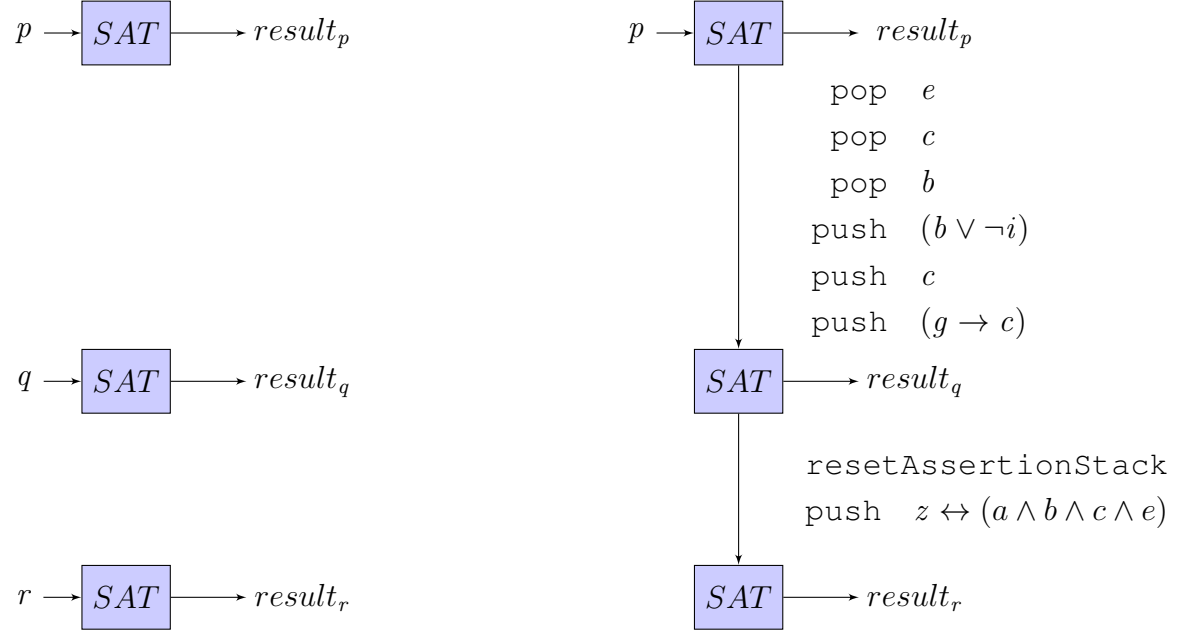 p SAT result_p p SAT result_p
pop e
pop c
pop b
push (b ∨ ¬i)
push c
push (g → c)
q SAT result_q SAT result_q
resetAssertionStack
push z ↔ (a ∧ b ∧ c ∧ e)
r SAT result_r SAT result_r